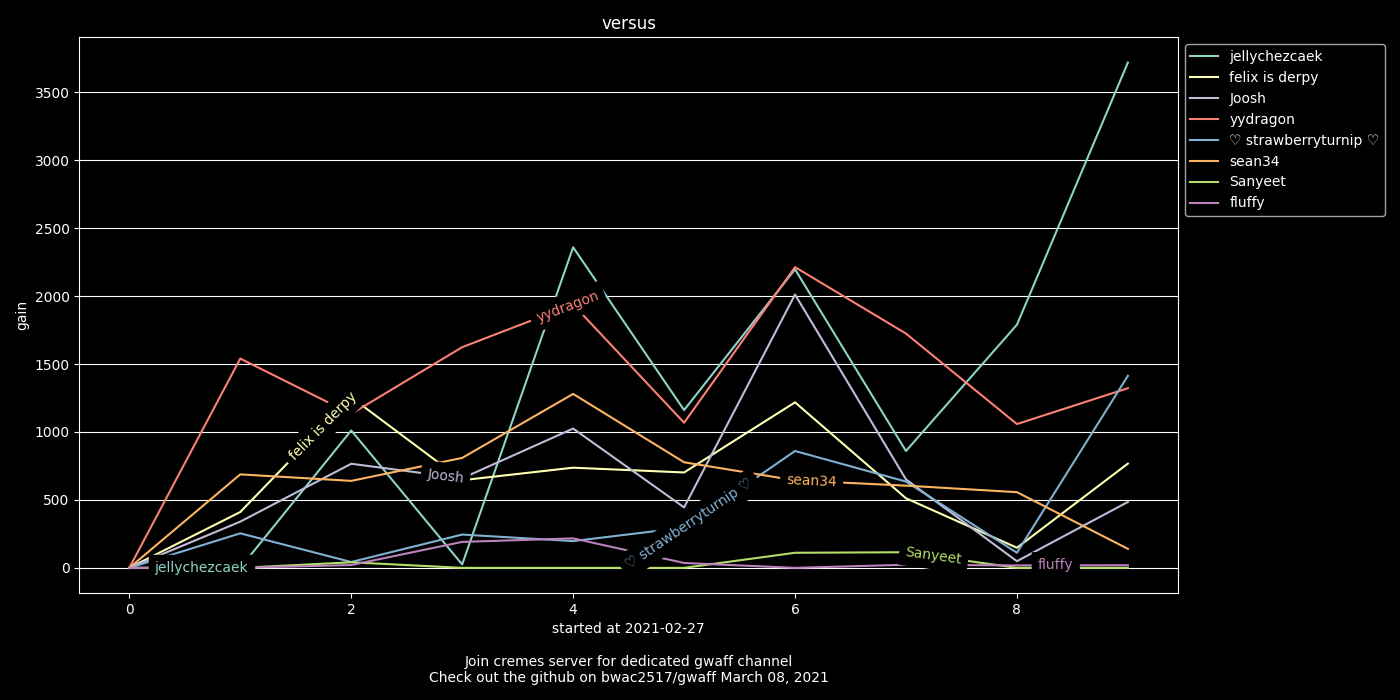 versus
jellychezcaek
felix is derpy
Joosh
yydragon
♡ strawberryturnip ♡
sean34
Sanyeet
fluffy
gain
3500
3000
2500
2000
1500
1000
500
0
yydragon
felix is derpy
Joosh
sean34
♡ strawberryturnip ♡
Sanyeet
jellychezcaek
fluffy
0 2 4 6 8
started at 2021-02-27
Join cremes server for dedicated gwaff channel
Check out the github on bwac2517/gwaff March 08, 2021